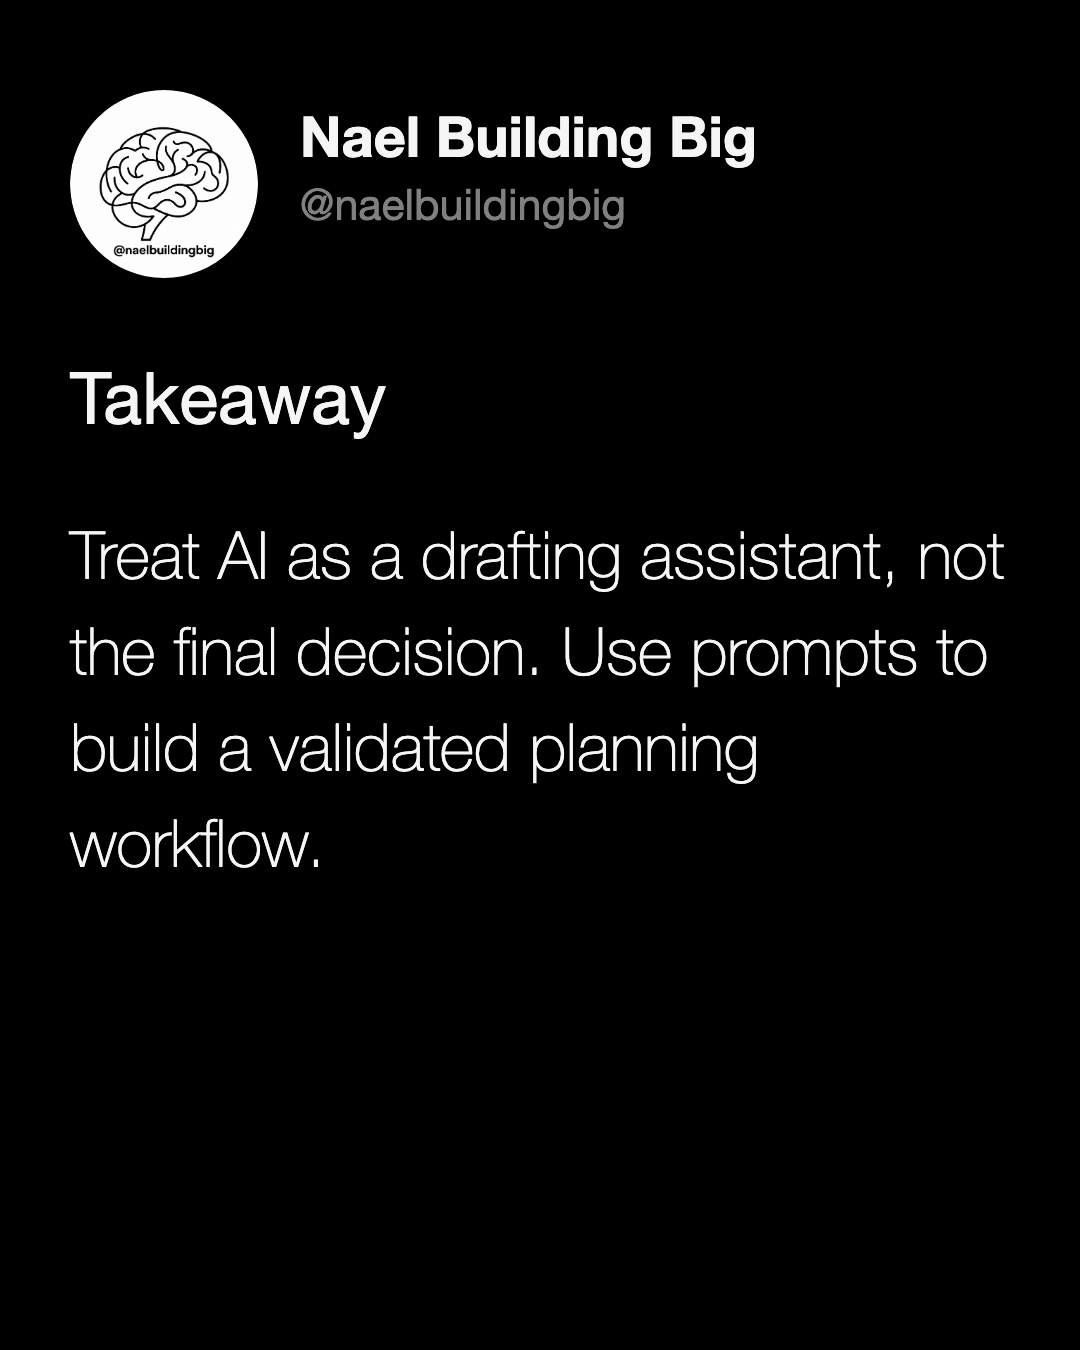 Nael Building Big
@naelbuildingbig
@naelbuildingbig
Takeaway
Treat AI as a drafting assistant, not
the final decision. Use prompts to
build a validated planning
workflow.